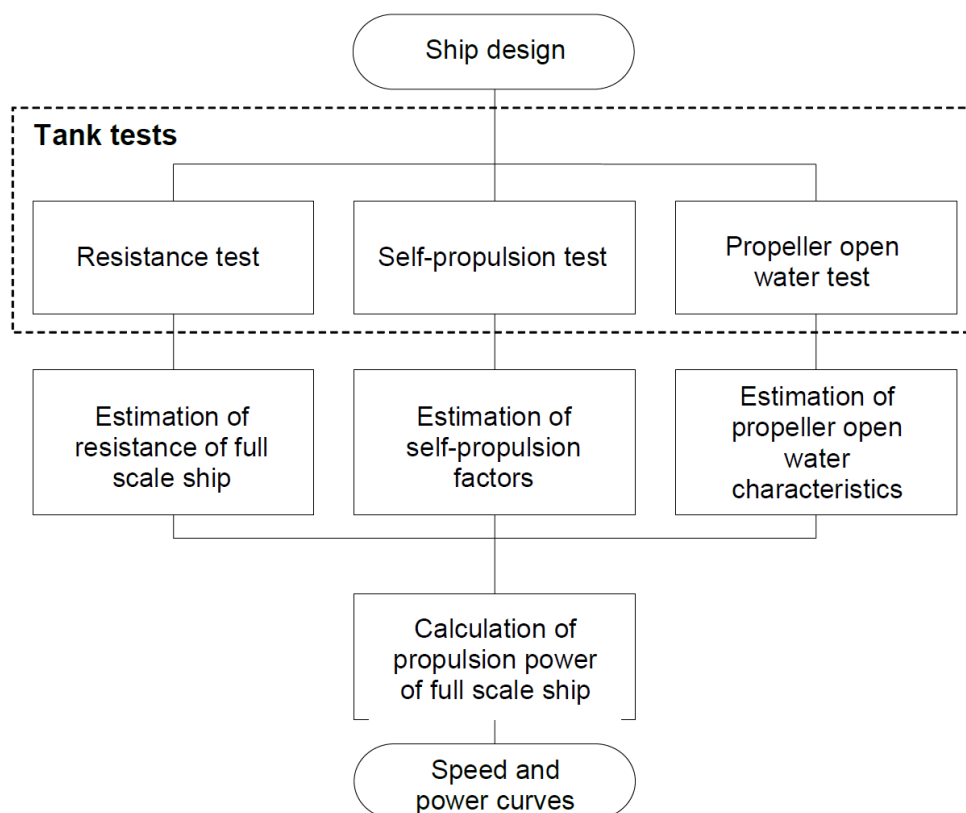 Ship design
Tank tests
Resistance test
Self-propulsion test
Propeller open
water test
Estimation of
resistance of full
scale ship
Estimation of
self-propulsion
factors
Estimation of
propeller open
water
characteristics
Calculation of
propulsion power
of full scale ship
Speed and
power curves